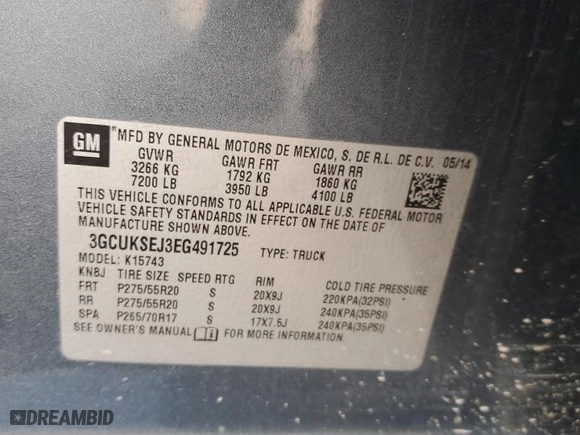 GM
*MFD BY GENERAL MOTORS DE MEXICO, S. DE R.L. DE C.V. 05/14
GVWR GAWR FRT GAWR RR
3266 KG 1792 KG 1860 KG
7200 LB 3950 LB 4100 LB
THIS VEHICLE CONFORMS TO ALL APPLICABLE U.S. FEDERAL MOTOR
VEHICLE SAFETY STANDARDS IN EFFECT ON THE DATE OF
MANUFACTURE SHOWN ABOVE.
3GCUKSEJ3EG491725 TYPE: TRUCK
MODEL: K15743
KN8J TIRE SIZE SPEED RTG RIM COLD TIRE PRESSURE
FRT P275/55R20 S 20X9J 220KPA(32PSI)
RR P275/55R20 S 20X9J 240KPA(35PSI)
SPA P265/70R17 S 17X7.5J 240KPA(35PSI)
SEE OWNER'S MANUAL FOR MORE INFORMATION.
DREAMBID